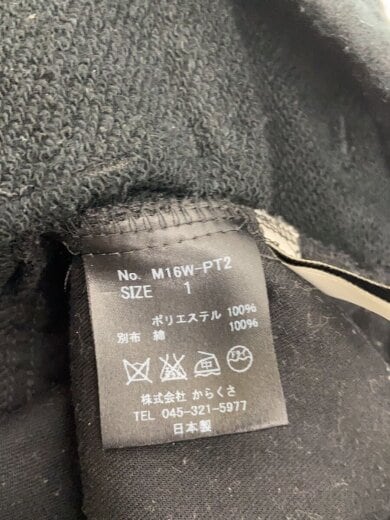 No. M16W-PT2
SIZE 1
ポリエステル 100%
別布 綿 100%
株式会社 からくさ
TEL 045-321-5977
日本製